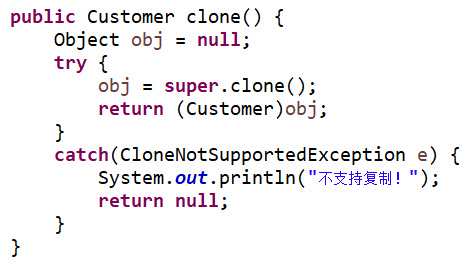 public Customer clone() {
    Object obj = null;
    try {
        obj = super.clone();
        return (Customer)obj;
    }
    catch(CloneNotSupportedException e) {
        System.out.println("不支持复制！");
        return null;
    }
}